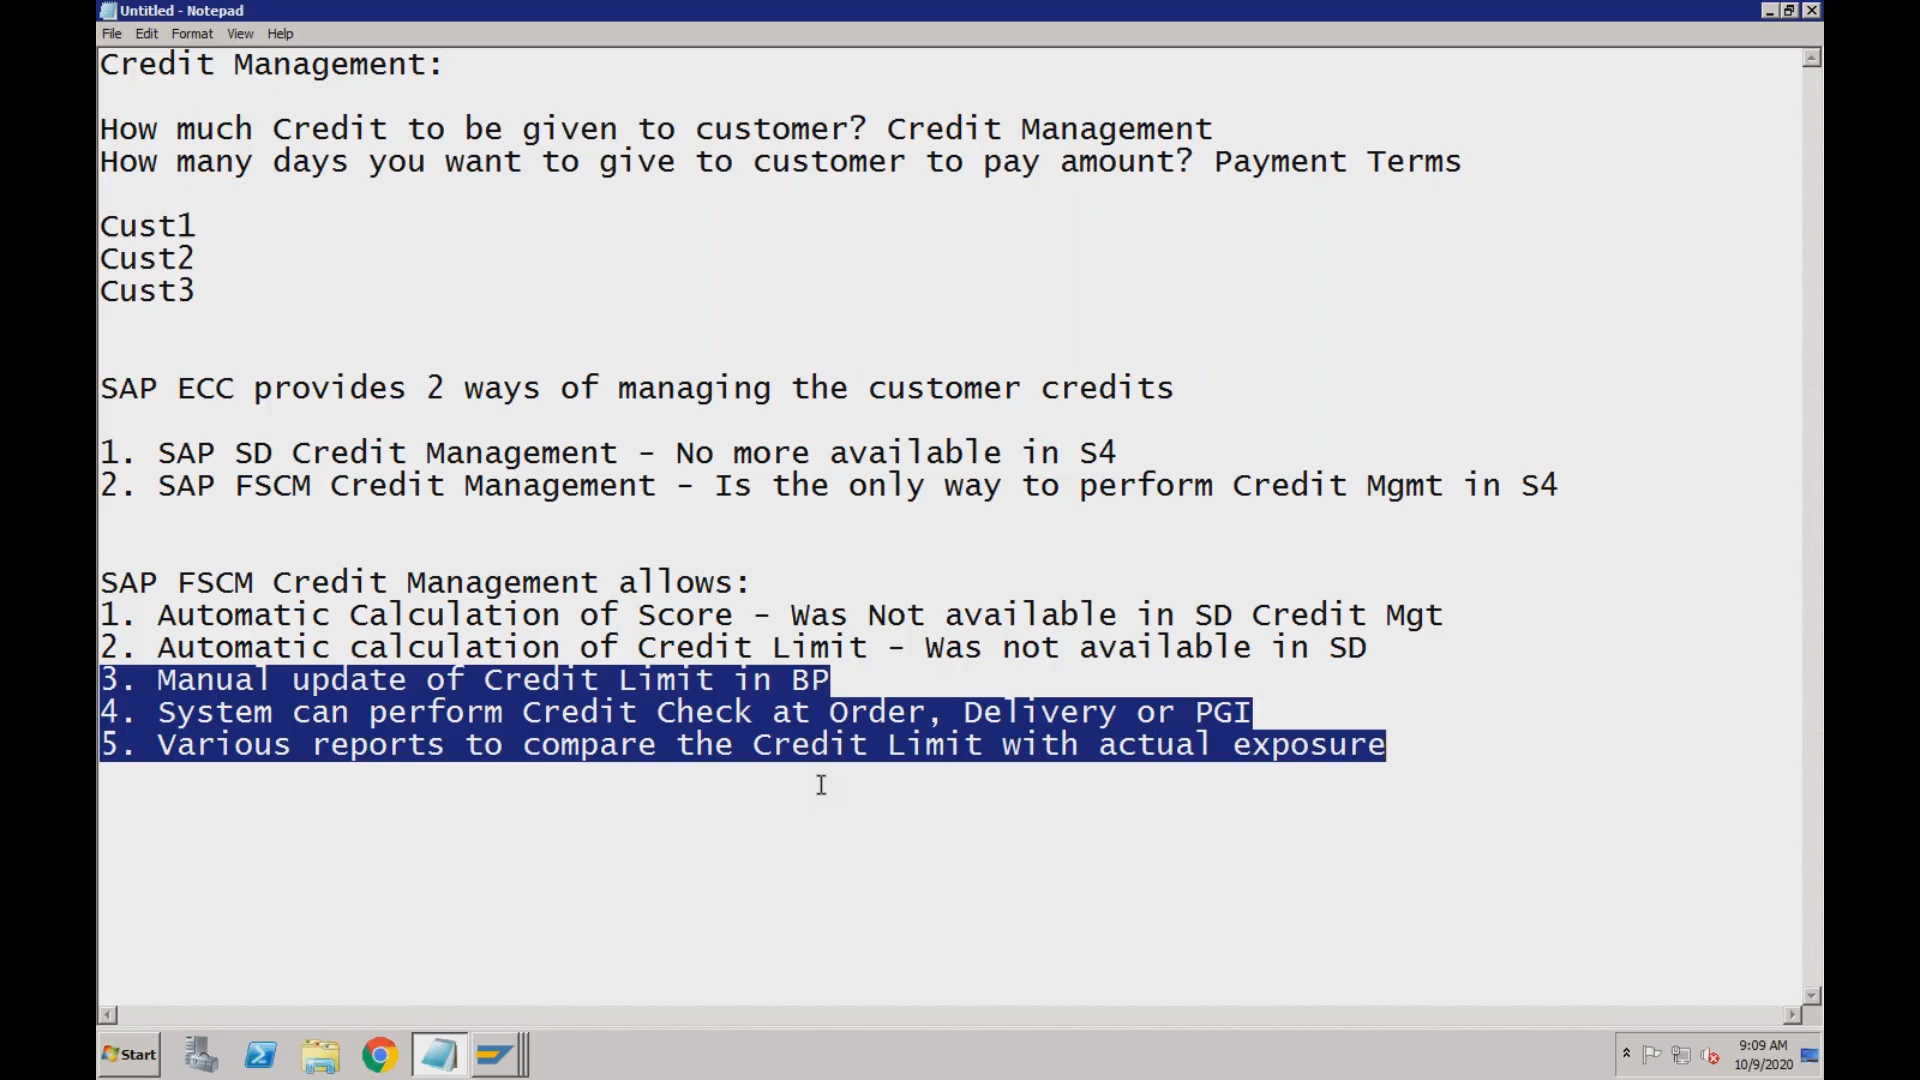 Untitled - Notepad
File Edit Format View Help
Credit Management:
How much Credit to be given to customer? Credit Management
How many days you want to give to customer to pay amount? Payment Terms
Cust1
Cust2
Cust3
SAP ECC provides 2 ways of managing the customer credits
1. SAP SD Credit Management - No more available in S4
2. SAP FSCM Credit Management - Is the only way to perform Credit Mgmt in S4
SAP FSCM Credit Management allows:
1. Automatic Calculation of Score - Was Not available in SD Credit Mgt
2. Automatic calculation of Credit Limit - Was not available in SD
3. Manual update of Credit Limit in BP
4. System can perform Credit Check at Order, Delivery or PGI
5. Various reports to compare the Credit Limit with actual exposure
Start
9:09 AM
10/9/2020